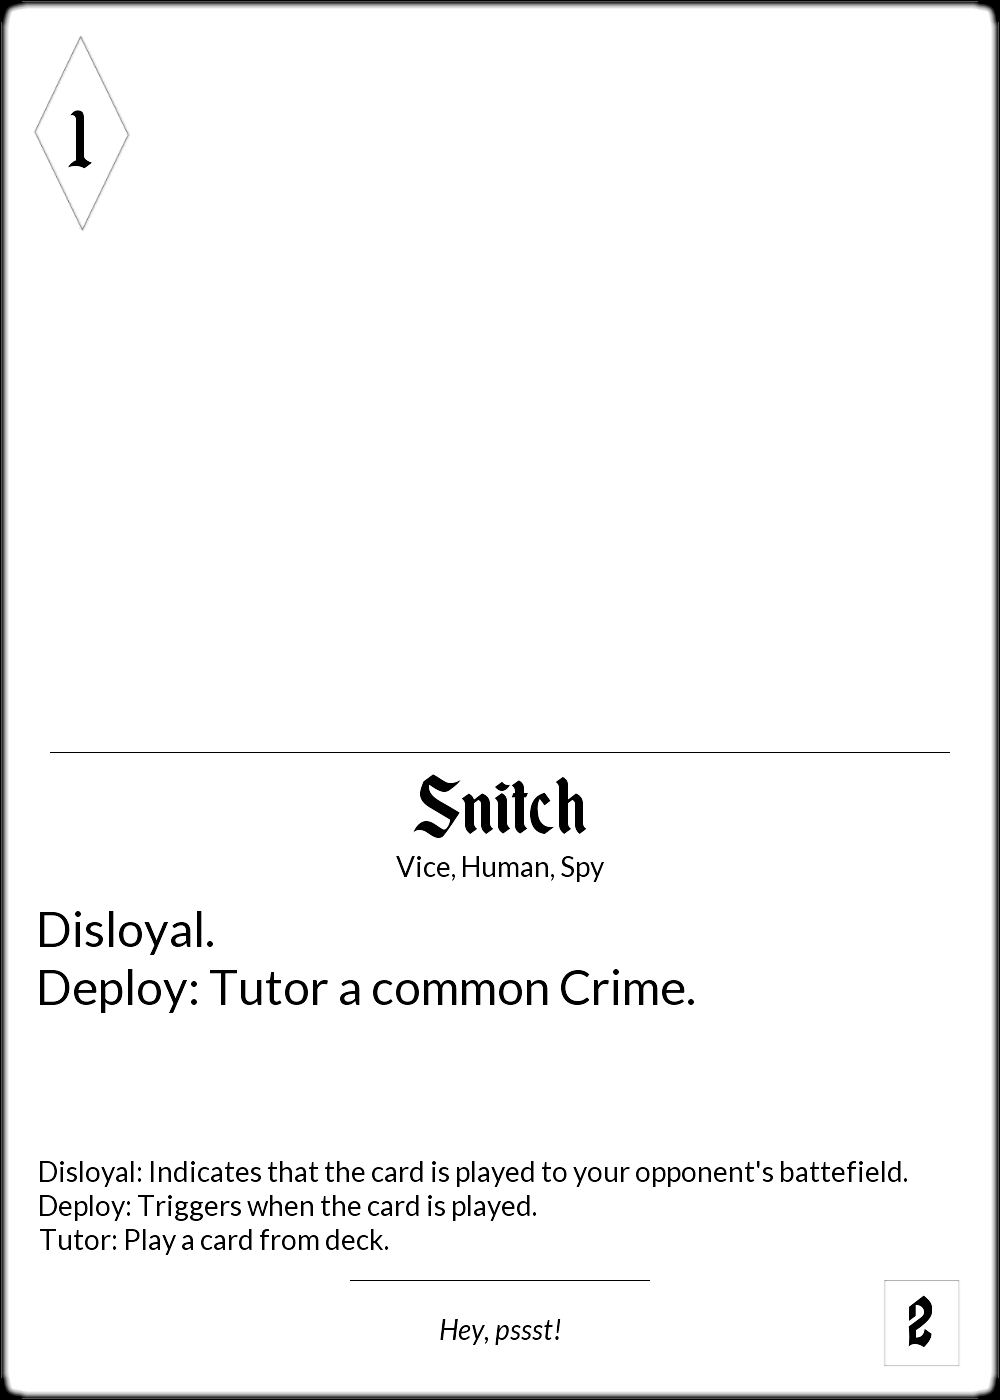 1
Snitch
Vice, Human, Spy
Disloyal.
Deploy: Tutor a common Crime.
Disloyal: Indicates that the card is played to your opponent's battefield.
Deploy: Triggers when the card is played.
Tutor: Play a card from deck.
Hey, pssst!
2